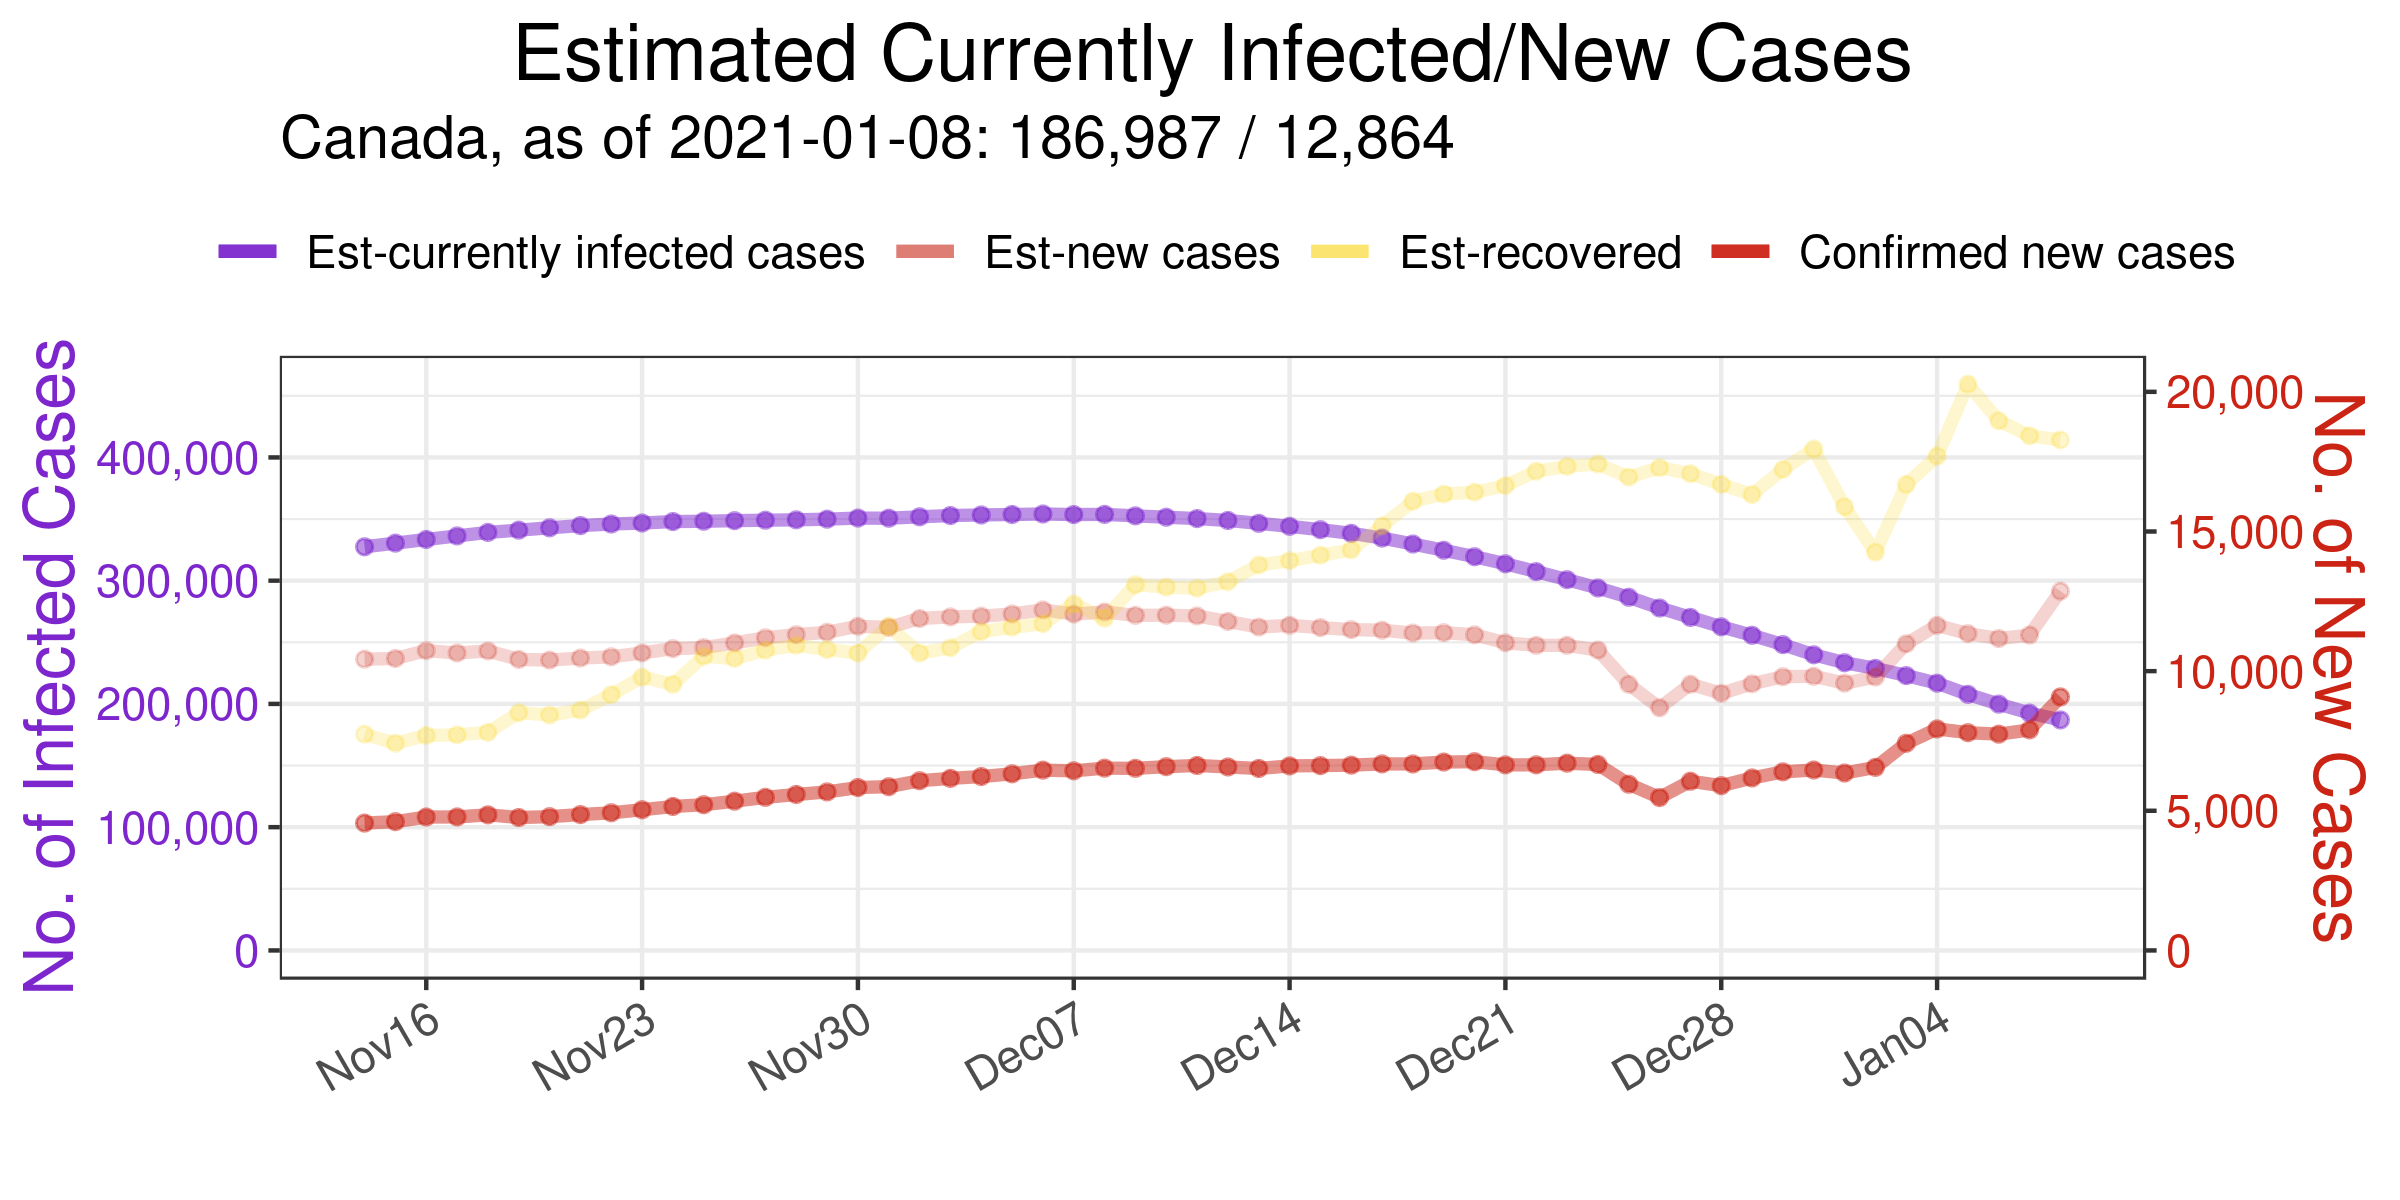 Estimated Currently Infected/New Cases
Canada, as of 2021-01-08: 186,987 / 12,864
Est-currently infected cases Est-new cases Est-recovered Confirmed new cases
No. of Infected Cases
400,000
300,000
200,000
100,000
0
20,000
15,000
10,000
5,000
0
No. of New Cases
Nov16 Nov23 Nov30 Dec07 Dec14 Dec21 Dec28 Jan04